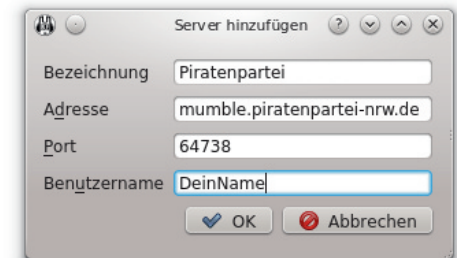 Server hinzufügen
Bezeichnung Piratenpartei
Adresse mumble.piratenpartei-nrw.de
Port 64738
Benutzername DeinName
OK Abbrechen